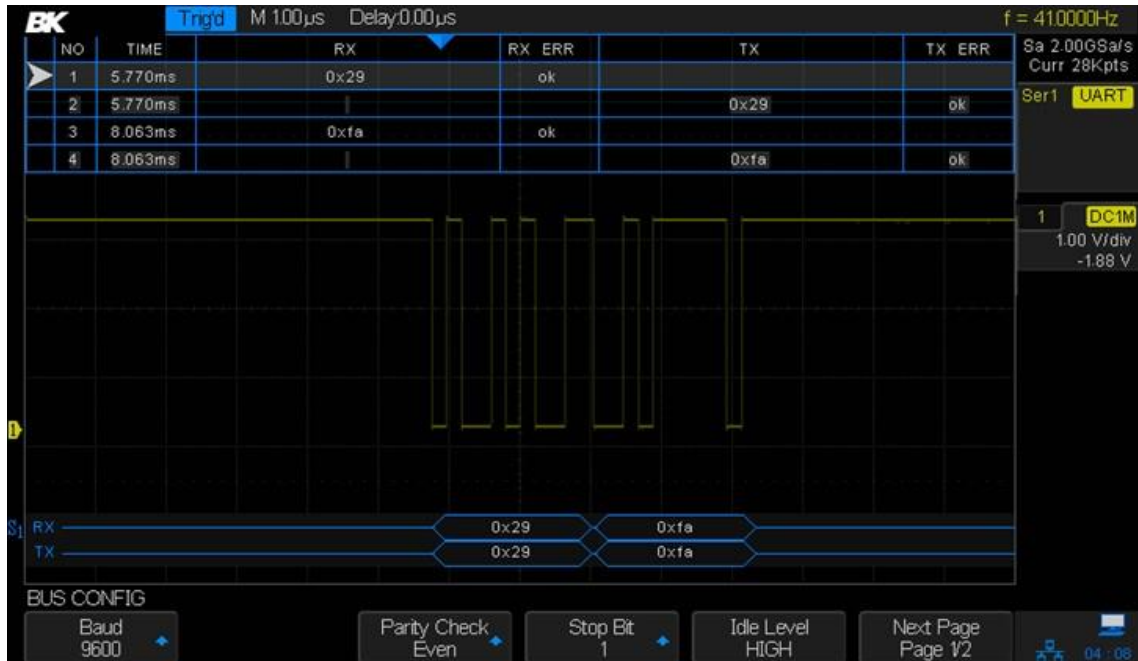 BK Trig'd M 1.00µs Delay:0.00µs f = 41.0000Hz
Sa 2.00GSa/s
Curr 28Kpts
NO TIME RX RX ERR TX TX ERR
1 5.770ms 0x29 ok
2 5.770ms 0x29 ok
3 8.063ms 0xfa ok
4 8.063ms 0xfa ok
Ser1 UART
1 DC1M
1.00 V/div
-1.88 V
1
S1 RX 0x29 0xfa
TX 0x29 0xfa
BUS CONFIG
Baud Parity Check Stop Bit Idle Level Next Page
9600 Even 1 HIGH Page 1/2
04:08